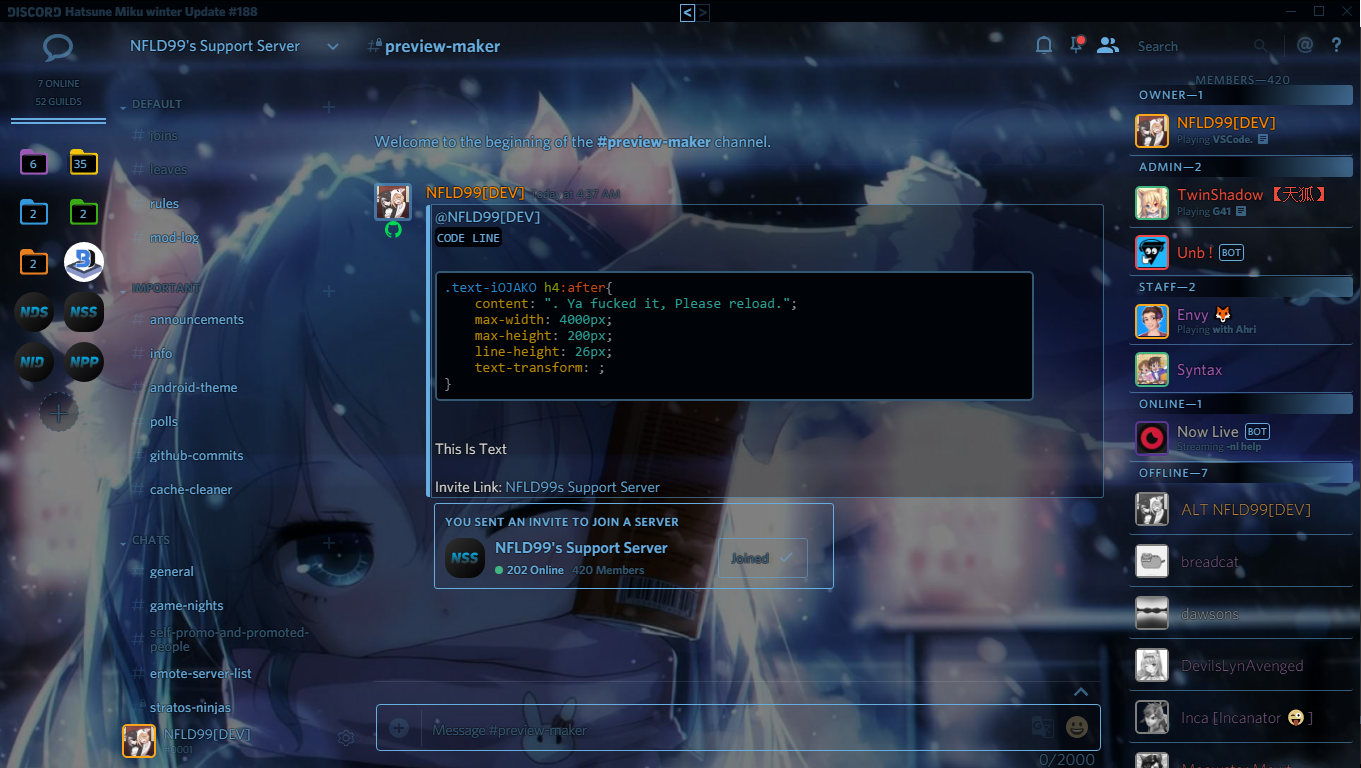 DISCORD Hatsune Miku winter Update #188
< >
NFLD99's Support Server
# preview-maker
Search
@ ?
7 ONLINE
52 GUILDS
6
35
2
2
2
NDS
NSS
NID
NPP
DEFAULT
# joins
# leaves
# rules
# mod-log
IMPORTANT
# announcements
# info
# android-theme
# polls
# github-commits
# cache-cleaner
CHATS
# general
# game-nights
# self-promo-and-promoted-
people
# emote-server-list
# stratos-ninjas
NFLD99[DEV]
#0001
Welcome to the beginning of the #preview-maker channel.
NFLD99[DEV] Today at 4:37 AM
@NFLD99[DEV]
CODE LINE
.text-iOJAKO h4:after{
content: ". Ya fucked it, Please reload.";
max-width: 4000px;
max-height: 200px;
line-height: 26px;
text-transform: ;
}
This Is Text
Invite Link: NFLD99s Support Server
YOU SENT AN INVITE TO JOIN A SERVER
NSS
NFLD99's Support Server
202 Online 420 Members
Joined
Message #preview-maker
0/2000
MEMBERS—420
OWNER—1
NFLD99[DEV]
Playing VSCode.
ADMIN—2
TwinShadow 【天狐】
Playing G41
Unb ! BOT
STAFF—2
Envy 🦊
Playing with Ahri
Syntax
ONLINE—1
Now Live BOT
Streaming -nl help
OFFLINE—7
ALT NFLD99[DEV]
breadcat
dawsons
DevilsLynAvenged
Inca [Incanator 😜 ]